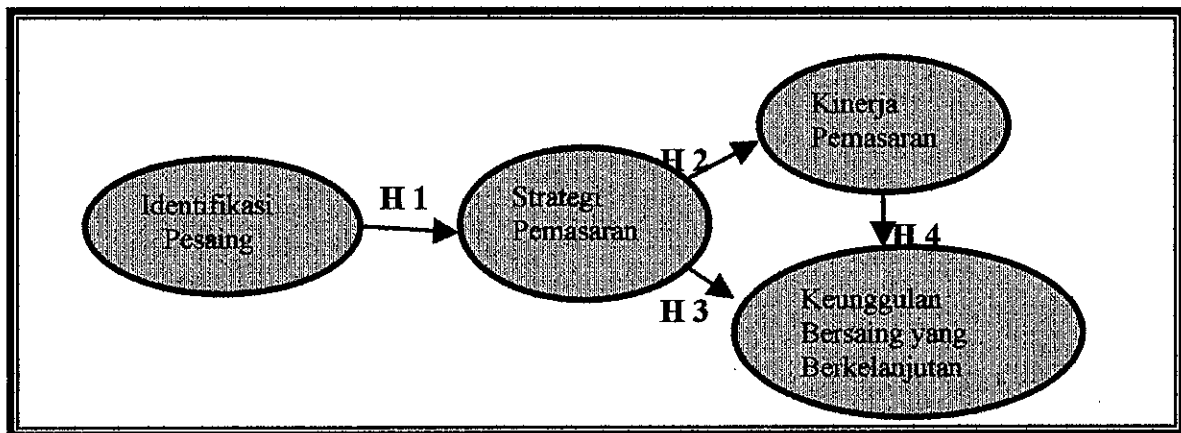 Kinerja
Pemasaran
H 2
H 1
Identifikasi
Pesaing
Strategi
Pemasaran
H 4
H 3
Keunggulan
Bersaing yang
Berkelanjutan